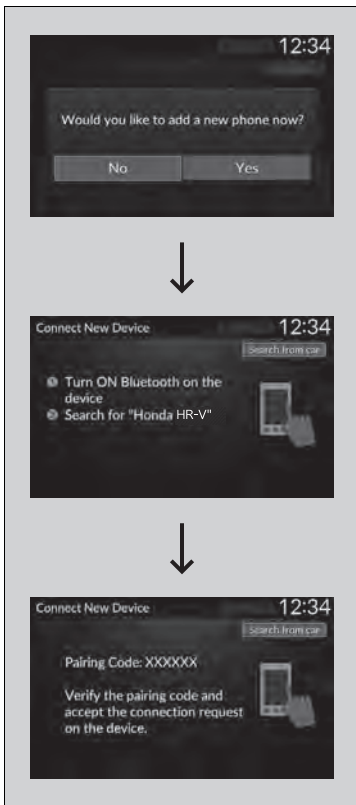 12:34
Would you like to add a new phone now?
No Yes
Connect New Device 12:34
Search from car
1 Turn ON Bluetooth on the
device
2 Search for "Honda HR-V"
Connect New Device 12:34
Search from car
Pairing Code: XXXXXX
Verify the pairing code and
accept the connection request
on the device.